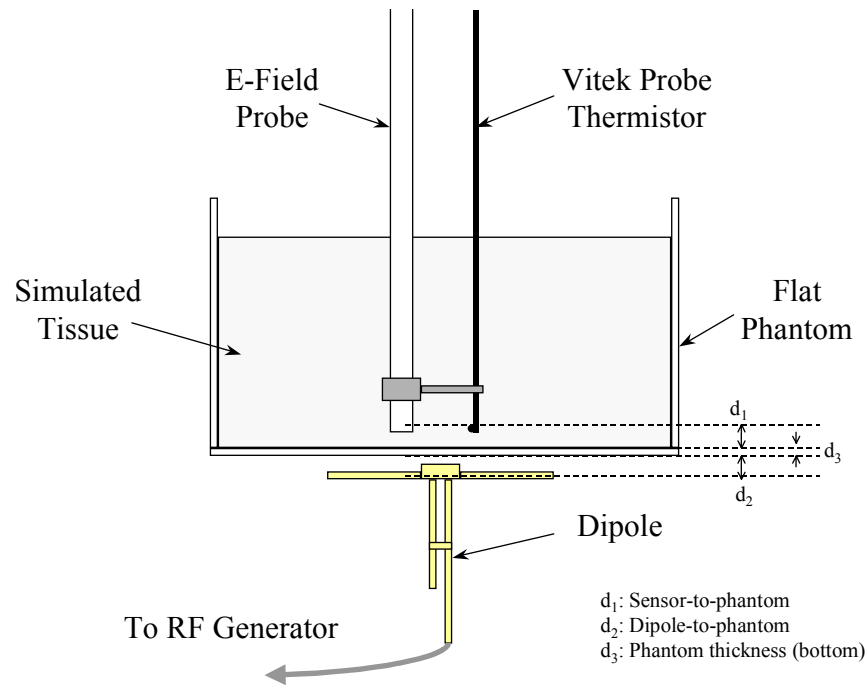 E-Field
Probe
Vitek Probe
Thermistor
Simulated
Tissue
Flat
Phantom
d₁
d₃
d₂
Dipole
To RF Generator
d₁: Sensor-to-phantom
d₂: Dipole-to-phantom
d₃: Phantom thickness (bottom)